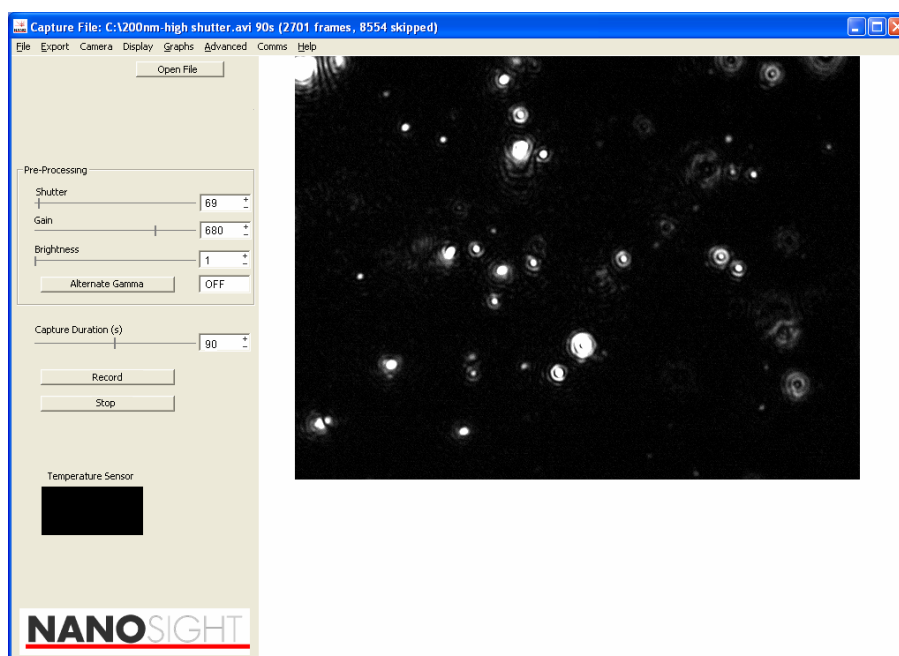 Capture File: C:\200nm-high shutter.avi 90s (2701 frames, 8554 skipped)
File Export Camera Display Graphs Advanced Comms Help
Open File
Pre-Processing
Shutter
69
Gain
680
Brightness
1
Alternate Gamma OFF
Capture Duration (s)
90
Record
Stop
Temperature Sensor
NANOSIGHT